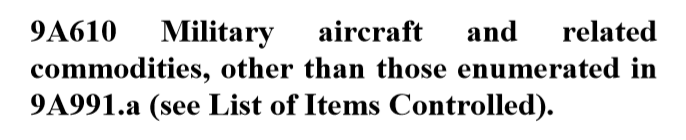 9A610 Military aircraft and related
commodities, other than those enumerated in
9A991.a (see List of Items Controlled).